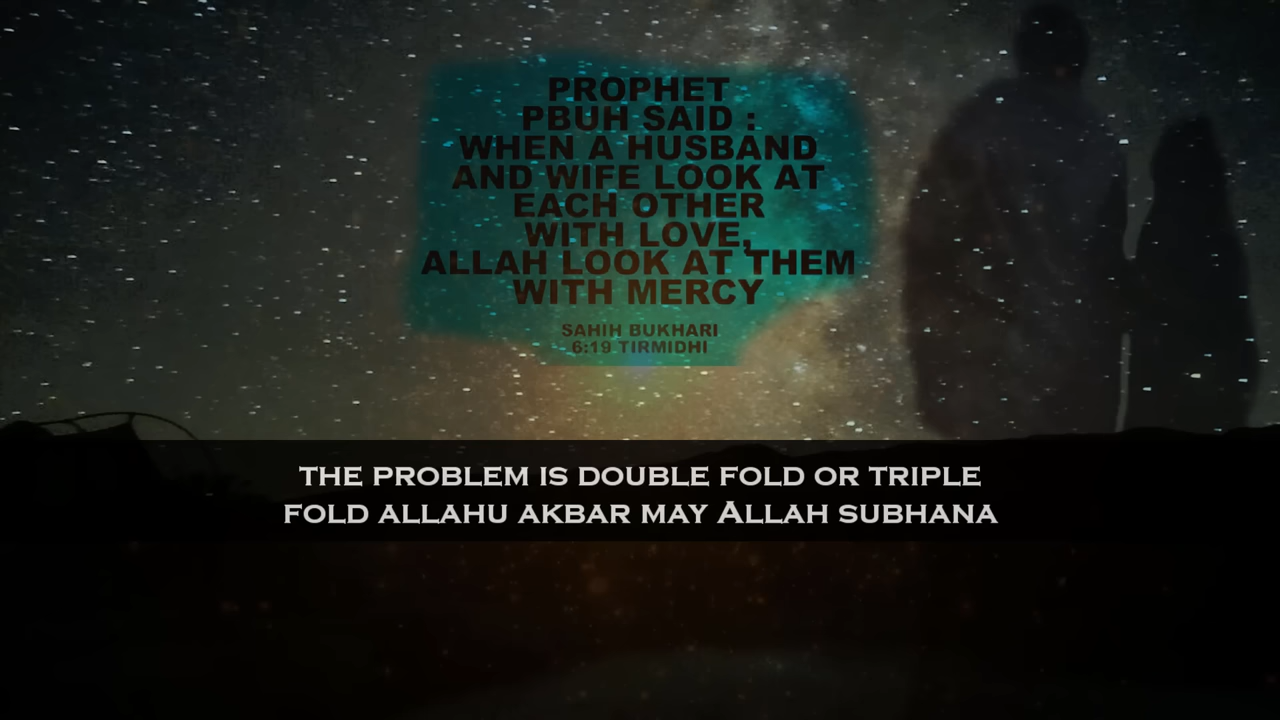 PROPHET
PBUH SAID :
WHEN A HUSBAND
AND WIFE LOOK AT
EACH OTHER
WITH LOVE,
ALLAH LOOK AT THEM
WITH MERCY
SAHIH BUKHARI
6:19 TIRMIDHI
THE PROBLEM IS DOUBLE FOLD OR TRIPLE
FOLD ALLAHU AKBAR MAY ALLAH SUBHANA